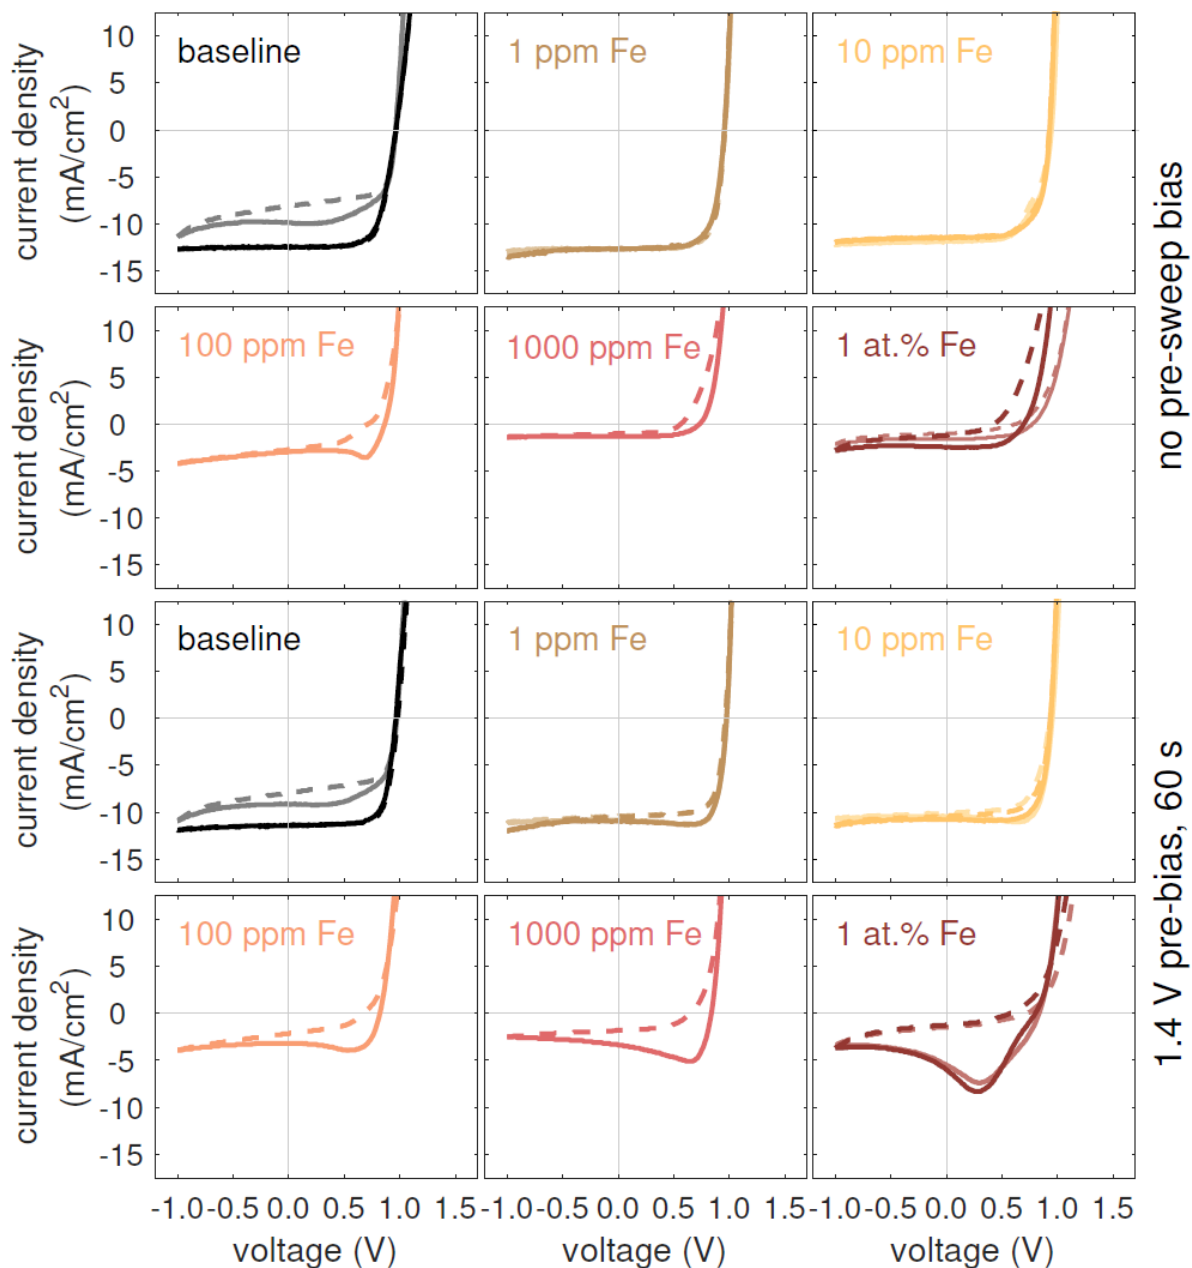 baseline
1 ppm Fe
10 ppm Fe
10
5
0
-5
-10
-15
current density
(mA/cm²)
100 ppm Fe
1000 ppm Fe
1 at.% Fe
10
5
0
-5
-10
-15
current density
(mA/cm²)
no pre-sweep bias
baseline
1 ppm Fe
10 ppm Fe
10
5
0
-5
-10
-15
current density
(mA/cm²)
100 ppm Fe
1000 ppm Fe
1 at.% Fe
10
5
0
-5
-10
-15
current density
(mA/cm²)
1.4 V pre-bias, 60 s
-1.0 -0.5 0.0 0.5 1.0 1.5 -1.0 -0.5 0.0 0.5 1.0 1.5 -1.0 -0.5 0.0 0.5 1.0 1.5
voltage (V) voltage (V) voltage (V)